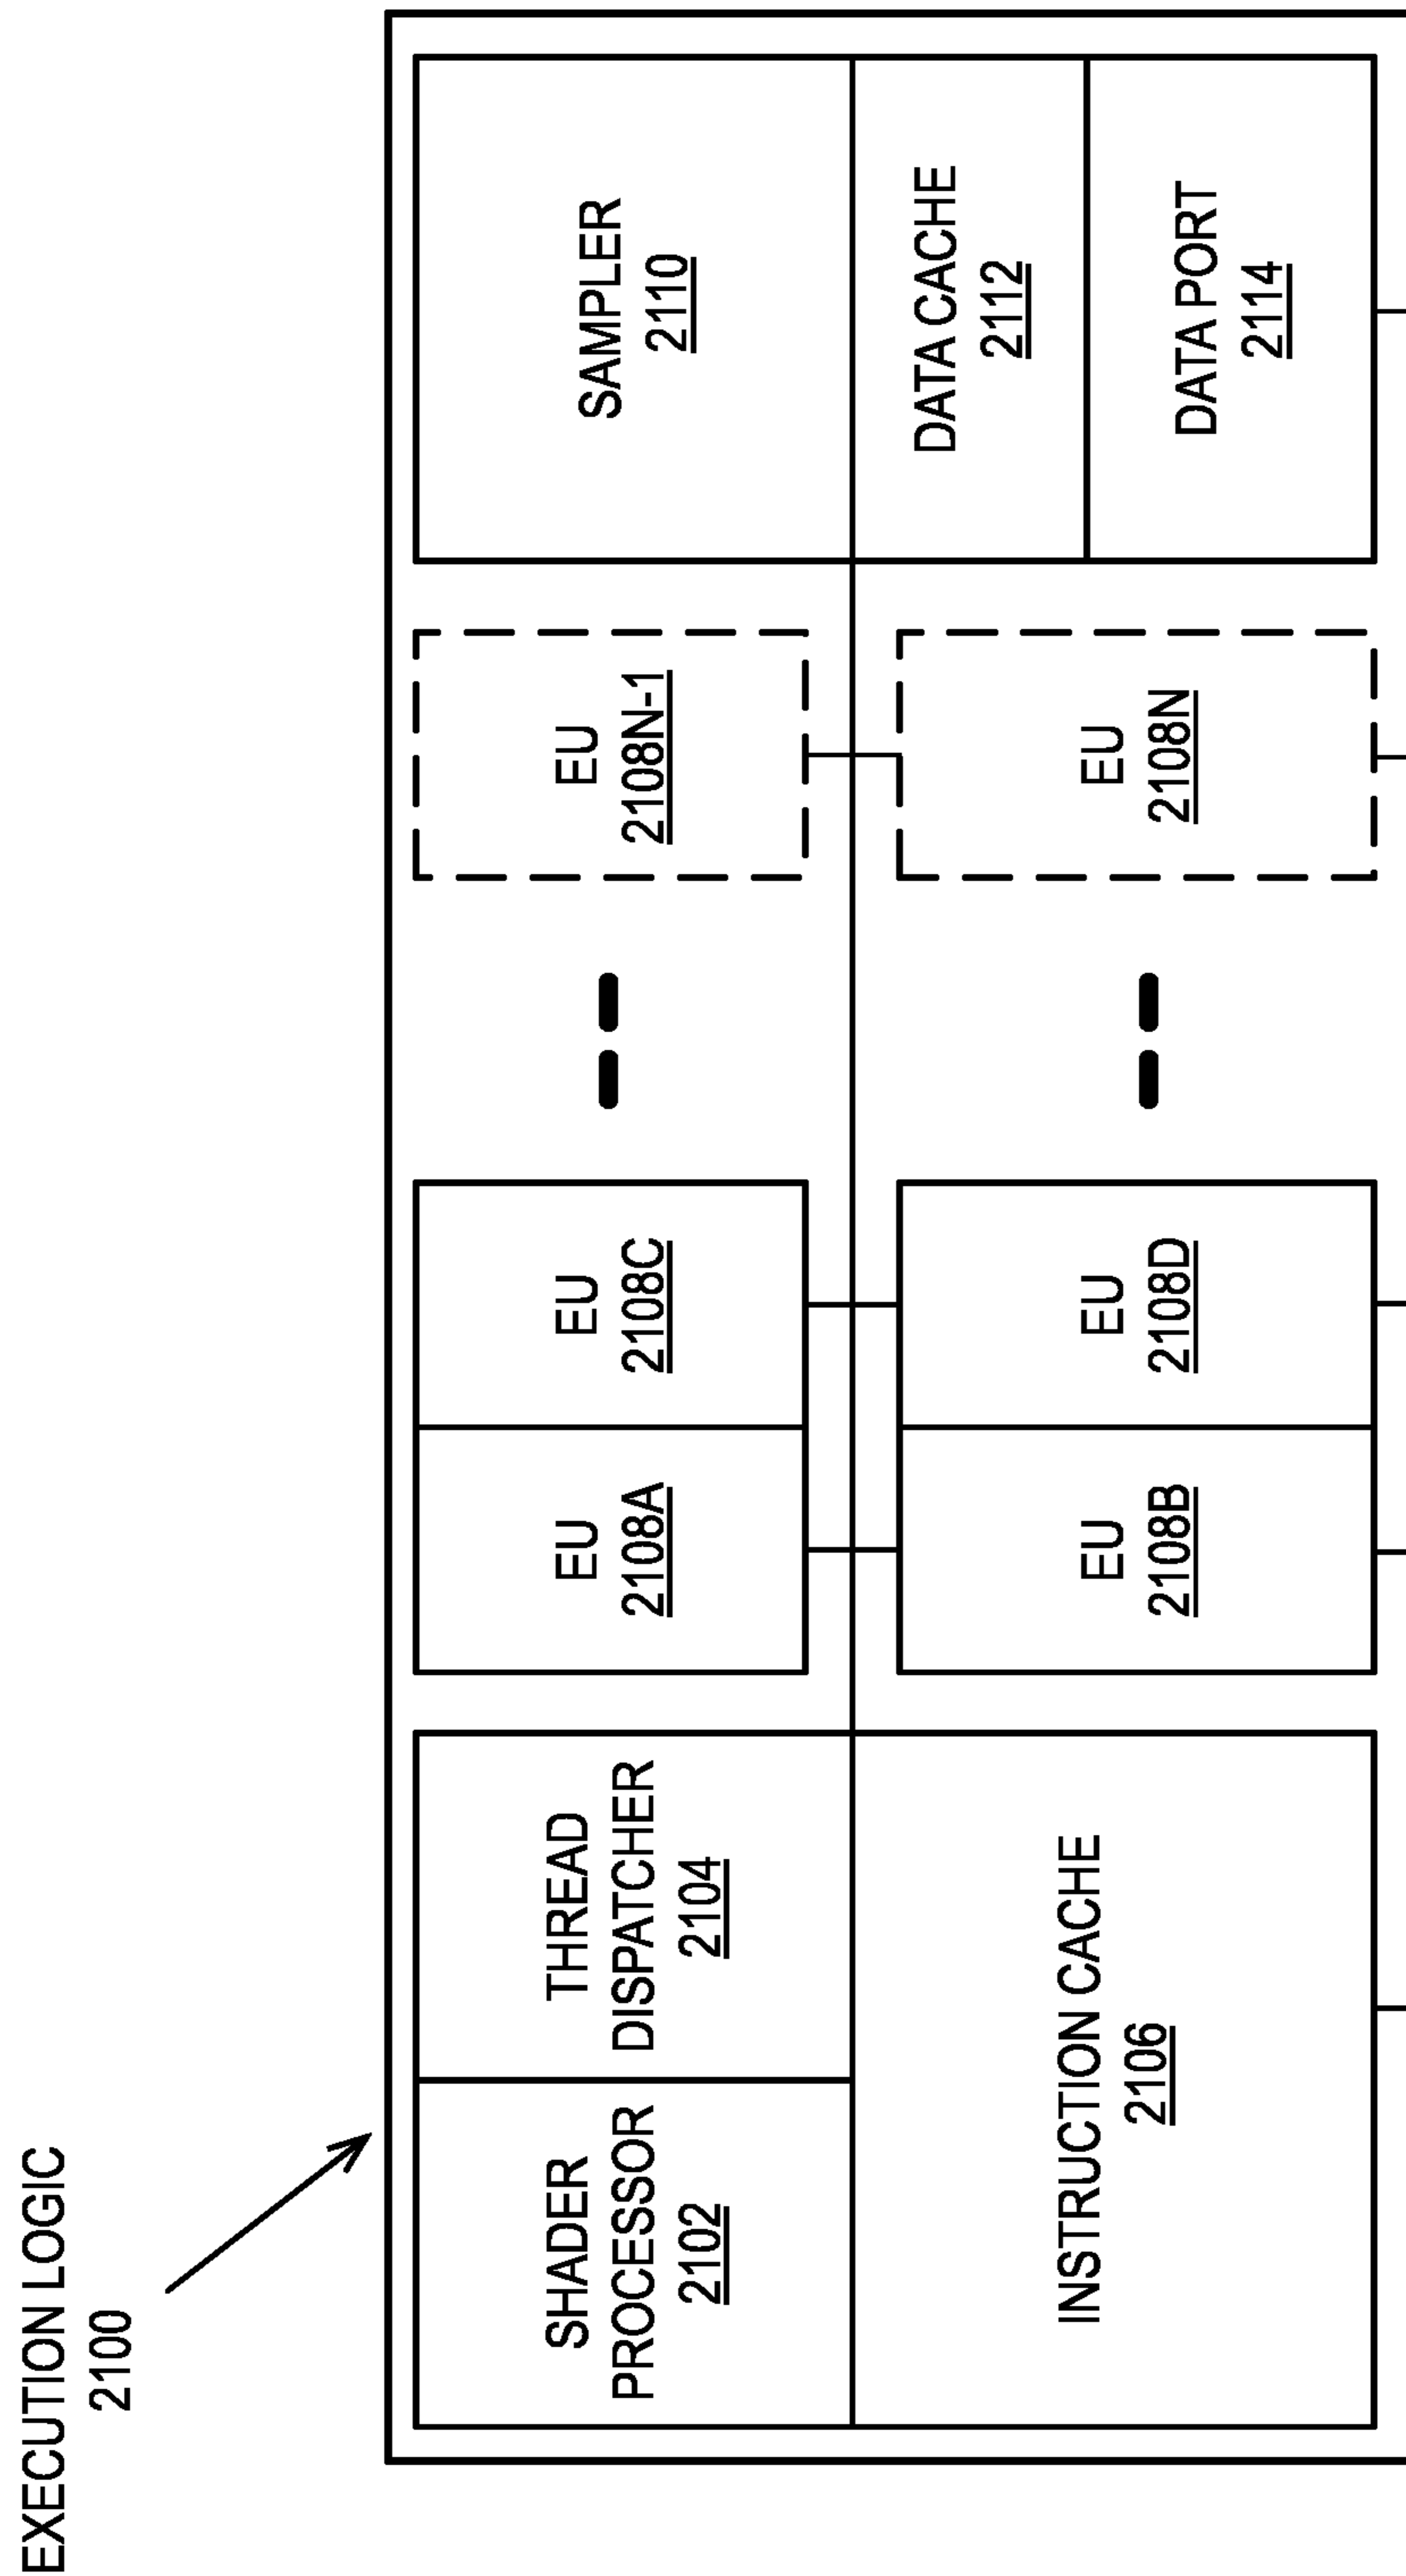 EXECUTION LOGIC
2100
SHADER
PROCESSOR
2102
THREAD
DISPATCHER
2104
INSTRUCTION CACHE
2106
EU
2108A
EU
2108C
EU
2108B
EU
2108D
EU
2108N-1
EU
2108N
SAMPLER
2110
DATA CACHE
2112
DATA PORT
2114